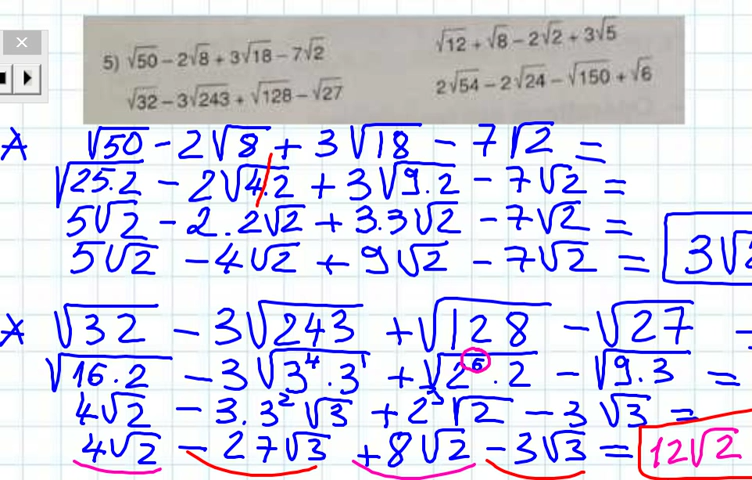 5) √50 − 2√8 + 3√18 − 7√2
√12 + √8 − 2√2 + 3√5
√32 − 3√243 + √128 − √27
2√54 − 2√24 − √150 + √6
A √50 − 2√8 + 3√18 − 7√2 =
√25.2 − 2√4.2 + 3√9.2 − 7√2 =
5√2 − 2.2√2 + 3.3√2 − 7√2 =
5√2 − 4√2 + 9√2 − 7√2 = 3√2
√32 − 3√243 + √128 − √27
√16.2 − 3√3⁴.3¹ + √2⁶.2 − √9.3 =
4√2 − 3.3²√3 + 2³√2 − 3√3 =
4√2 − 27√3 + 8√2 − 3√3 = 12√2